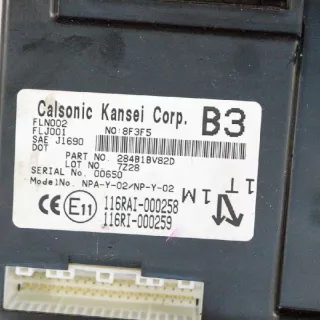 Calsonic Kansei Corp. B3
FLN002 NO:8F3F5
FLJ001
SAE J1690
DOT
PART NO. 284B1BV82D
LOT NO. 7Z28
SERIAL No. 00650
ModelNo. NPA-Y-02/NP-Y-02
1M
1T
CE E11 116RAI-000258
116RI-000259